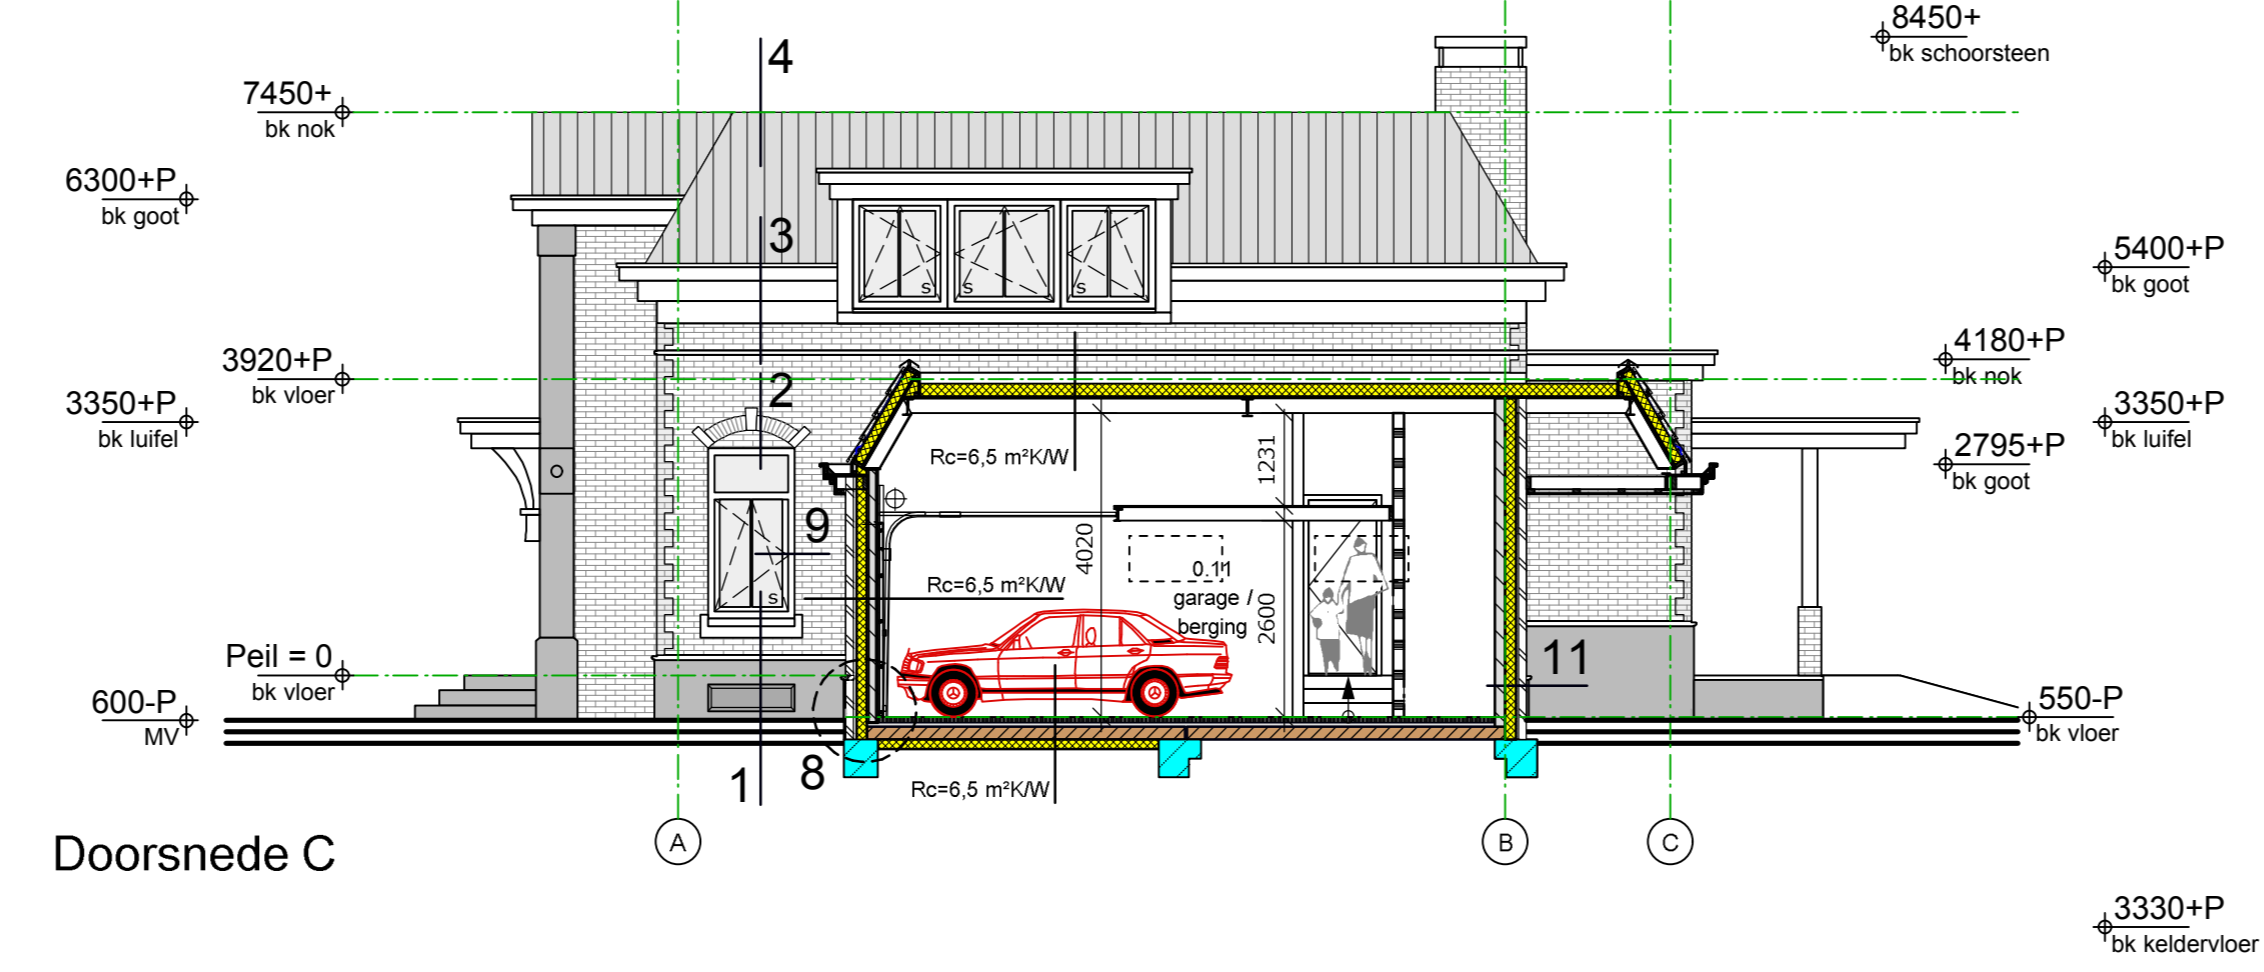 8450+
bk schoorsteen
4
7450+
bk nok
6300+P
bk goot
3
5400+P
bk goot
s
s
s
4180+P
bk nok
3920+P
bk vloer
2
3350+P
bk luifel
3350+P
bk luifel
2795+P
bk goot
Rc=6,5 m²K/W
1231
9
4020
0.11
garage /
berging
2600
Rc=6,5 m²K/W
s
Peil = 0
bk vloer
11
600-P
MV
550-P
bk vloer
1
8
Rc=6,5 m²K/W
A
B
C
Doorsnede C
3330+P
bk keldervloer